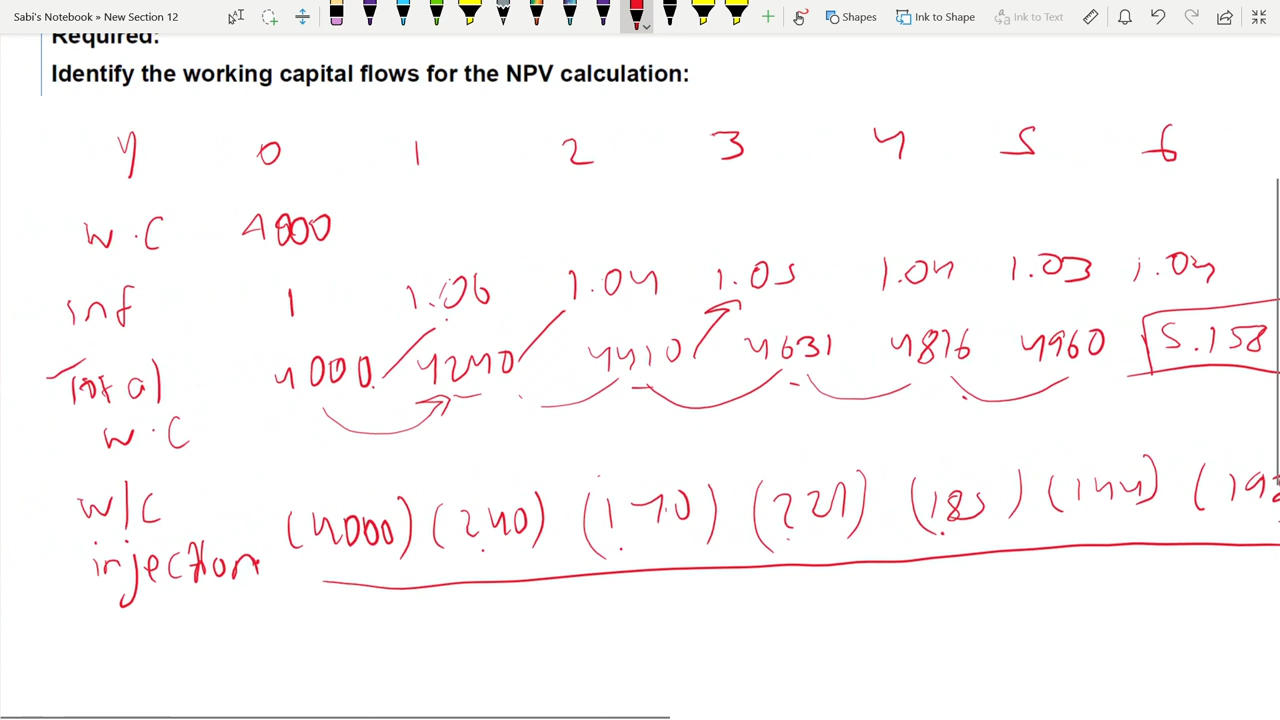 Sabi's Notebook » New Section 12
Shapes
Ink to Shape
Ink to Text
Required:
Identify the working capital flows for the NPV calculation:
Y 0 1 2 3 4 5 6
W.C 4000
inf 1 1.06 1.04 1.05 1.04 1.03 1.04
Total 4000 4240 4410 4631 4816 4960 5.158
W.C
W/C (4000) (240) (170) (221) (185) (144) (198
injection